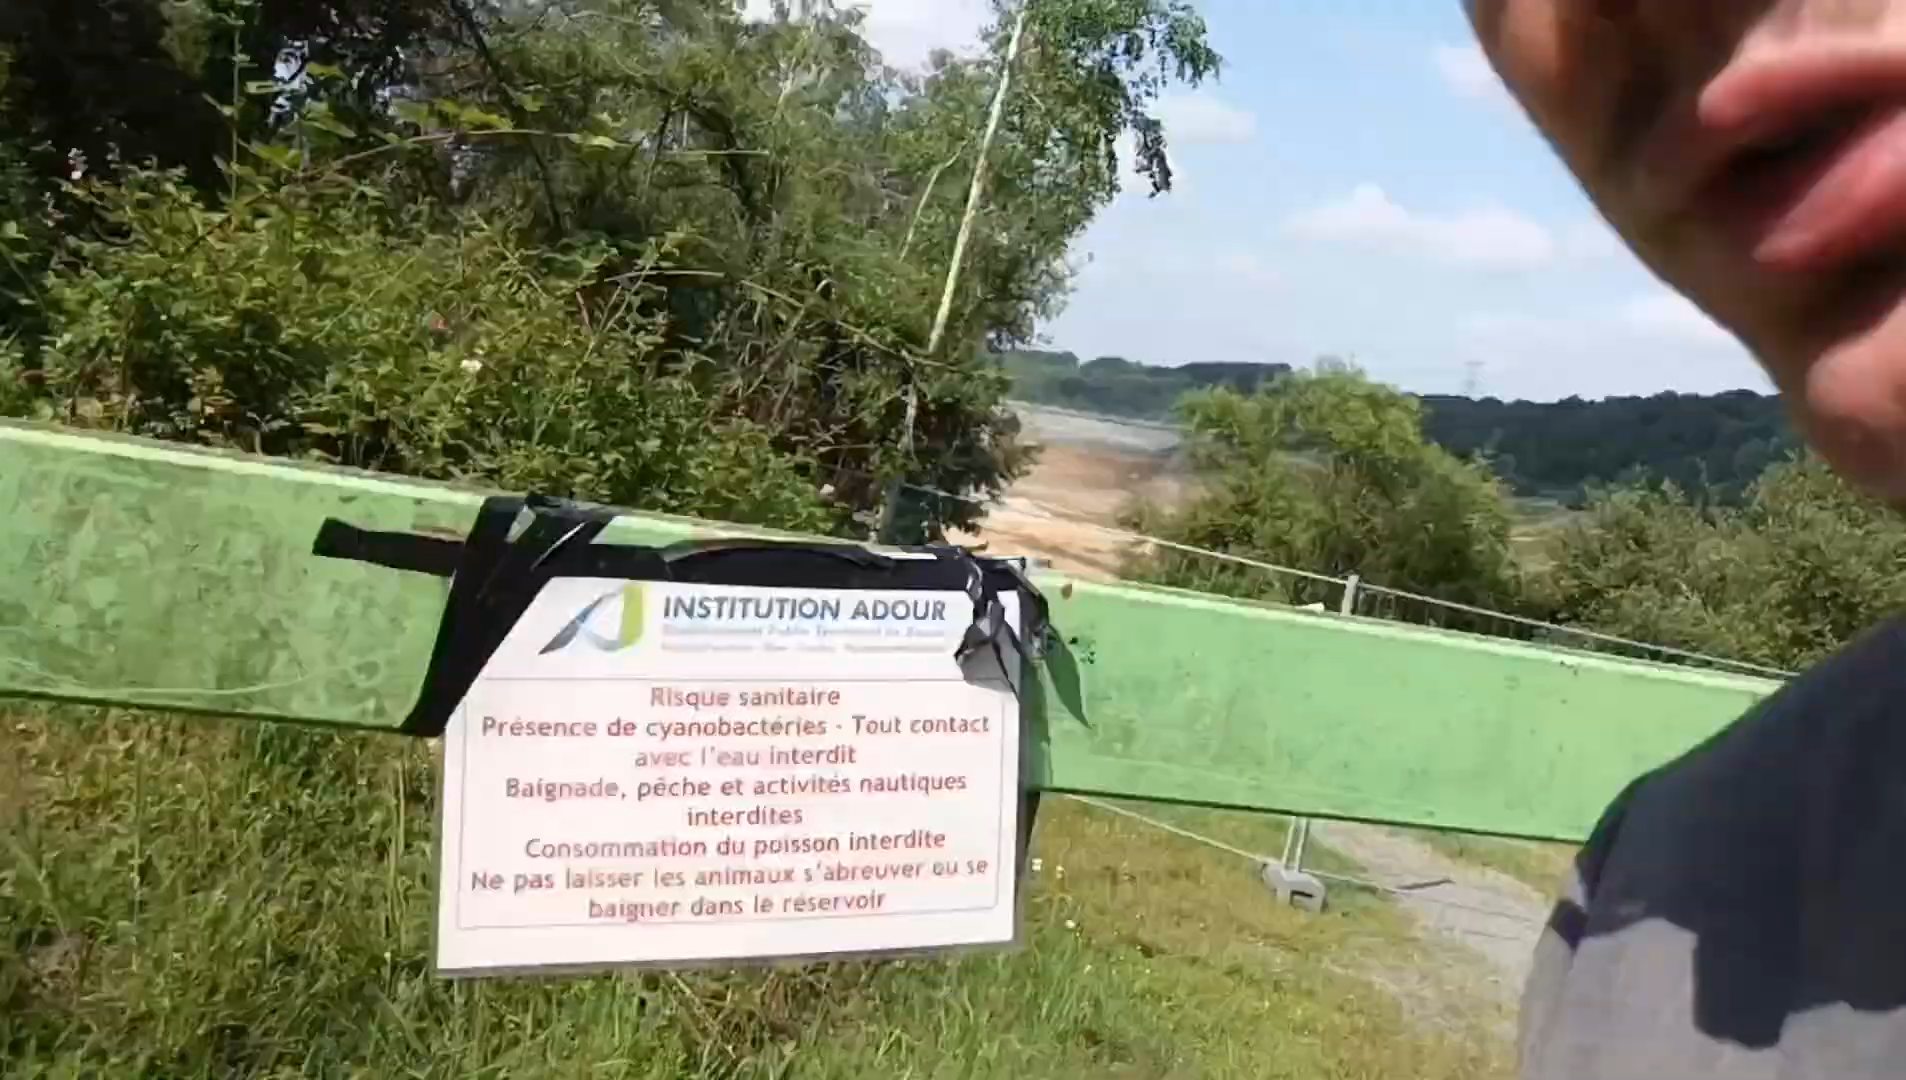 INSTITUTION ADOUR
Risque sanitaire
Présence de cyanobactéries - Tout contact
avec l'eau interdit
Baignade, pêche et activités nautiques
interdites
Consommation du poisson interdite
Ne pas laisser les animaux s'abreuver ou se
baigner dans le réservoir